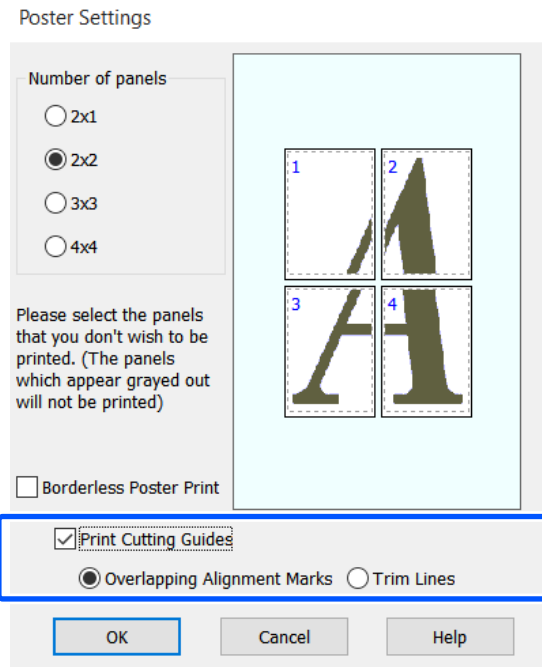 Poster Settings
Number of panels
2x1
2x2
3x3
4x4
1
2
3
4
Please select the panels
that you don't wish to be
printed. (The panels
which appear grayed out
will not be printed)
Borderless Poster Print
Print Cutting Guides
Overlapping Alignment Marks Trim Lines
OK Cancel Help